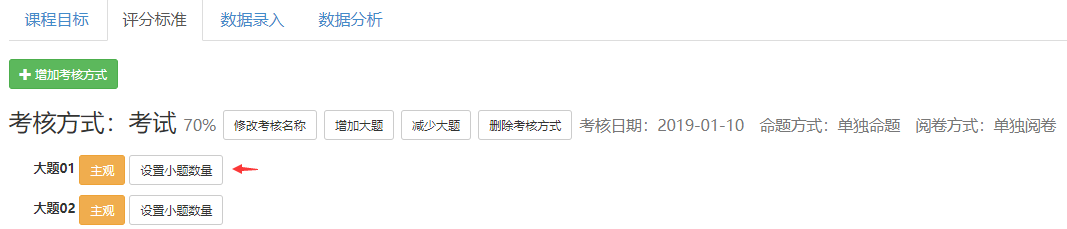 课程目标 评分标准 数据录入 数据分析
增加考核方式
考核方式：考试 70% 修改考核名称 增加大题 减少大题 删除考核方式 考核日期：2019-01-10 命题方式：单独命题 阅卷方式：单独阅卷
大题01 主观 设置小题数量
大题02 主观 设置小题数量